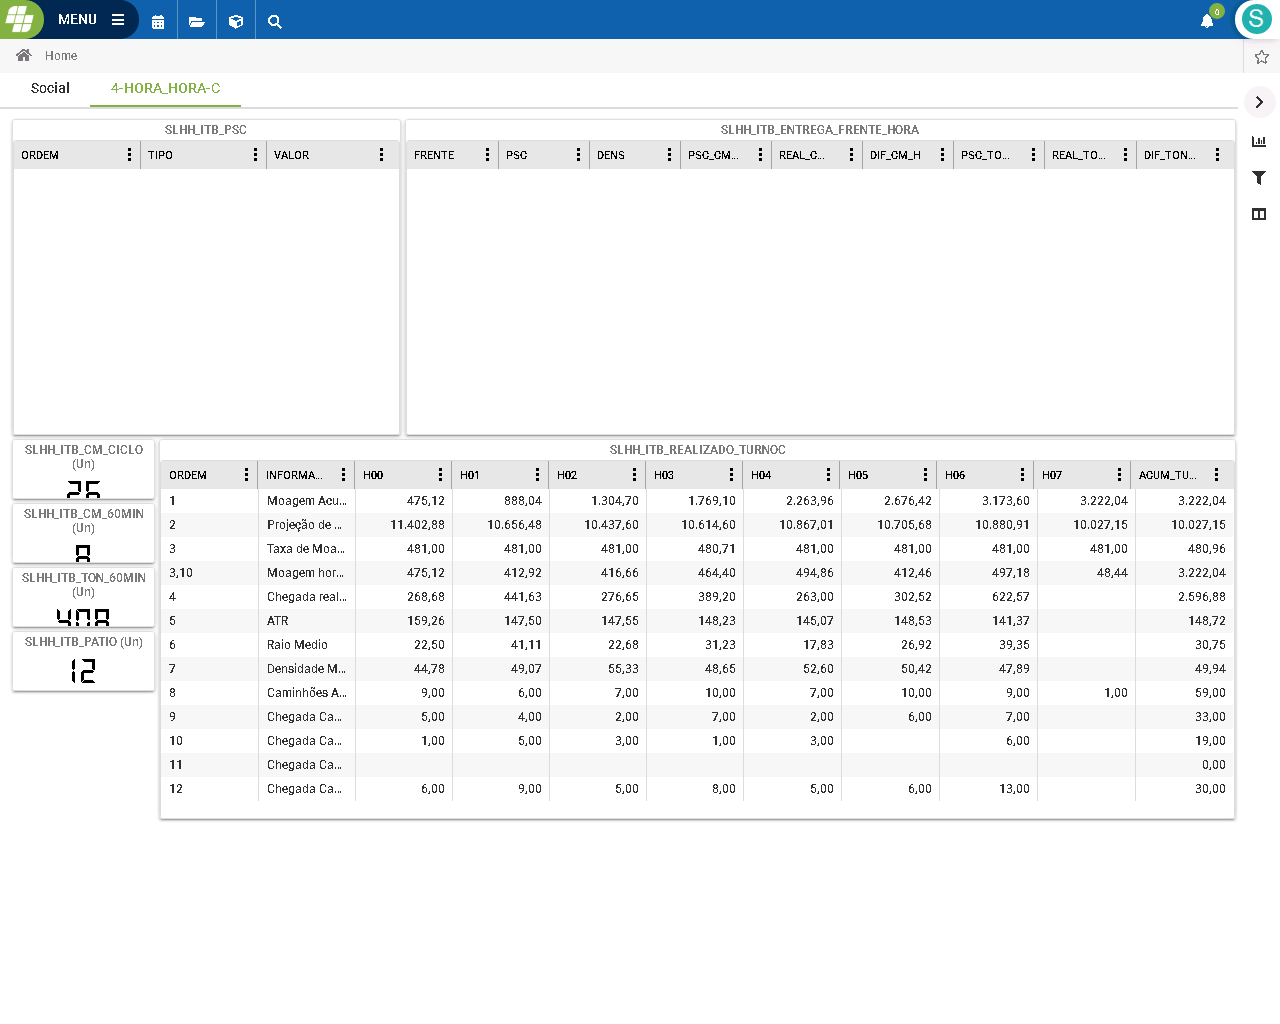 MENU
0
S
Home
Social 4-HORA_HORA-C
SLHH_ITB_PSC
ORDEM TIPO VALOR
SLHH_ITB_ENTREGA_FRENTE_HORA
FRENTE PSC DENS PSC_CM... REAL_C... DIF_CM_H PSC_TO... REAL_TO... DIF_TON...
SLHH_ITB_CM_CICLO
(Un)
26
SLHH_ITB_CM_60MIN
(Un)
8
SLHH_ITB_TON_60MIN
(Un)
408
SLHH_ITB_PATIO (Un)
12
SLHH_ITB_REALIZADO_TURNOC
ORDEM INFORMA... H00 H01 H02 H03 H04 H05 H06 H07 ACUM_TU...
1 Moagem Acu... 475,12 888,04 1.304,70 1.769,10 2.263,96 2.676,42 3.173,60 3.222,04 3.222,04
2 Projeção de ... 11.402,88 10.656,48 10.437,60 10.614,60 10.867,01 10.705,68 10.880,91 10.027,15 10.027,15
3 Taxa de Moa... 481,00 481,00 481,00 480,71 481,00 481,00 481,00 481,00 480,96
3,10 Moagem hor... 475,12 412,92 416,66 464,40 494,86 412,46 497,18 48,44 3.222,04
4 Chegada real... 268,68 441,63 276,65 389,20 263,00 302,52 622,57 2.596,88
5 ATR 159,26 147,50 147,55 148,23 145,07 148,53 141,37 148,72
6 Raio Medio 22,50 41,11 22,68 31,23 17,83 26,92 39,35 30,75
7 Densidade M... 44,78 49,07 55,33 48,65 52,60 50,42 47,89 49,94
8 Caminhões A... 9,00 6,00 7,00 10,00 7,00 10,00 9,00 1,00 59,00
9 Chegada Ca... 5,00 4,00 2,00 7,00 2,00 6,00 7,00 33,00
10 Chegada Ca... 1,00 5,00 3,00 1,00 3,00 6,00 19,00
11 Chegada Ca... 0,00
12 Chegada Ca... 6,00 9,00 5,00 8,00 5,00 6,00 13,00 30,00